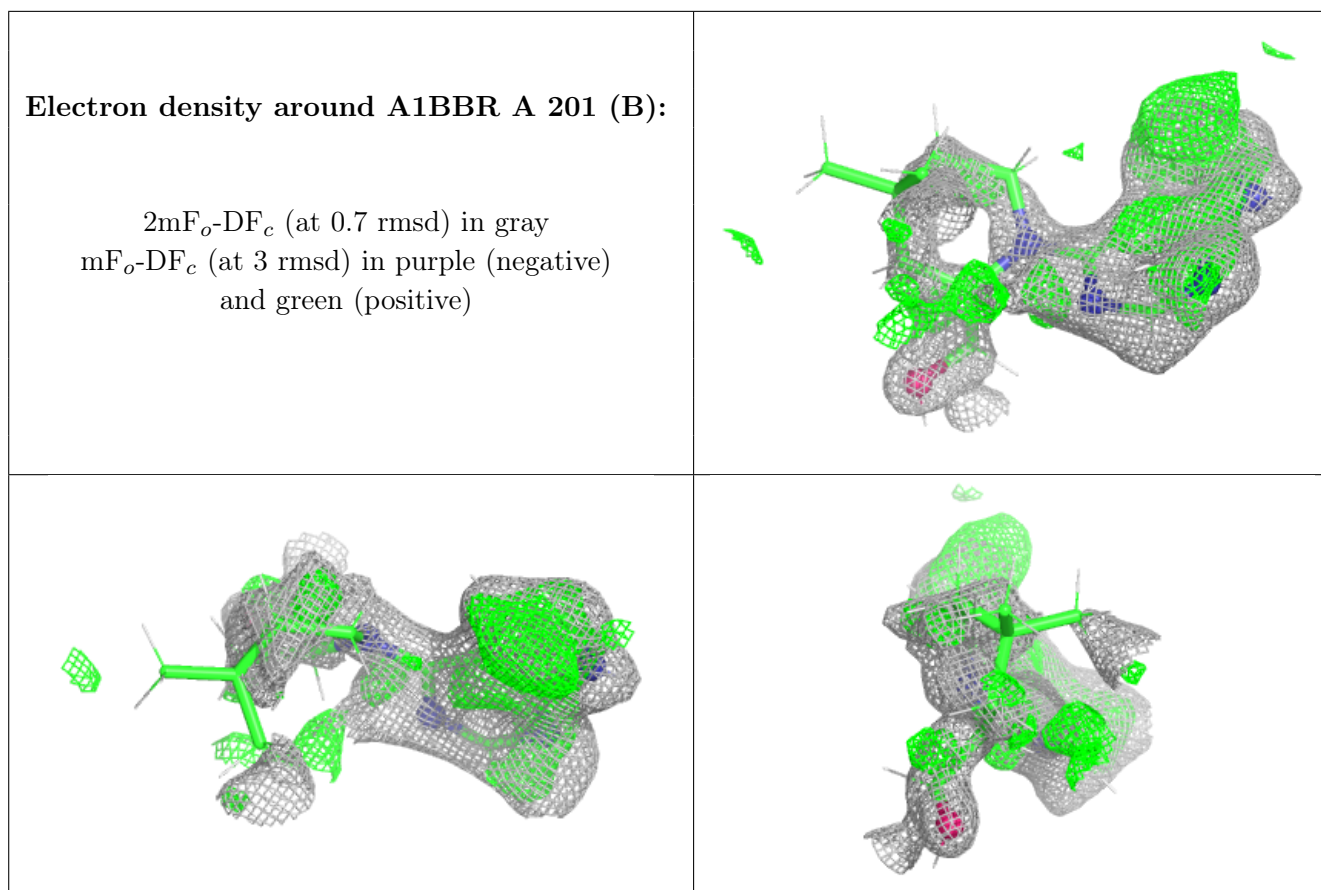 Electron density around A1BBR A 201 (B):
2mFₒ-DF𝒸 (at 0.7 rmsd) in gray
mFₒ-DF𝒸 (at 3 rmsd) in purple (negative)
and green (positive)